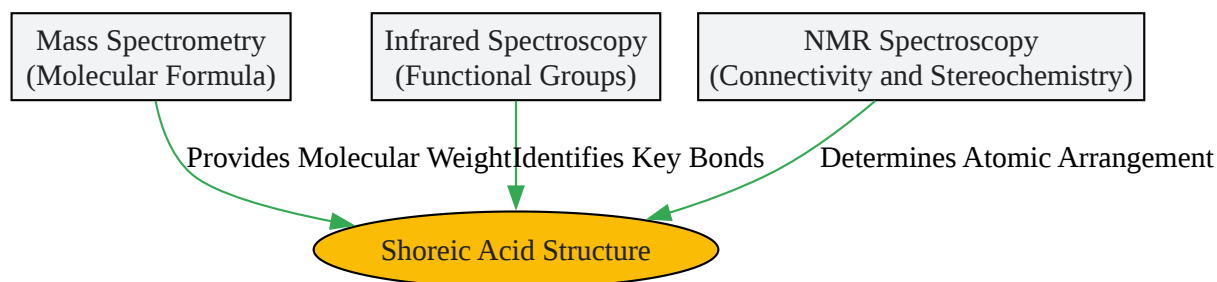 Mass Spectrometry
(Molecular Formula)
Infrared Spectroscopy
(Functional Groups)
NMR Spectroscopy
(Connectivity and Stereochemistry)
Provides Molecular Weight
Identifies Key Bonds
Determines Atomic Arrangement
Shoreic Acid Structure